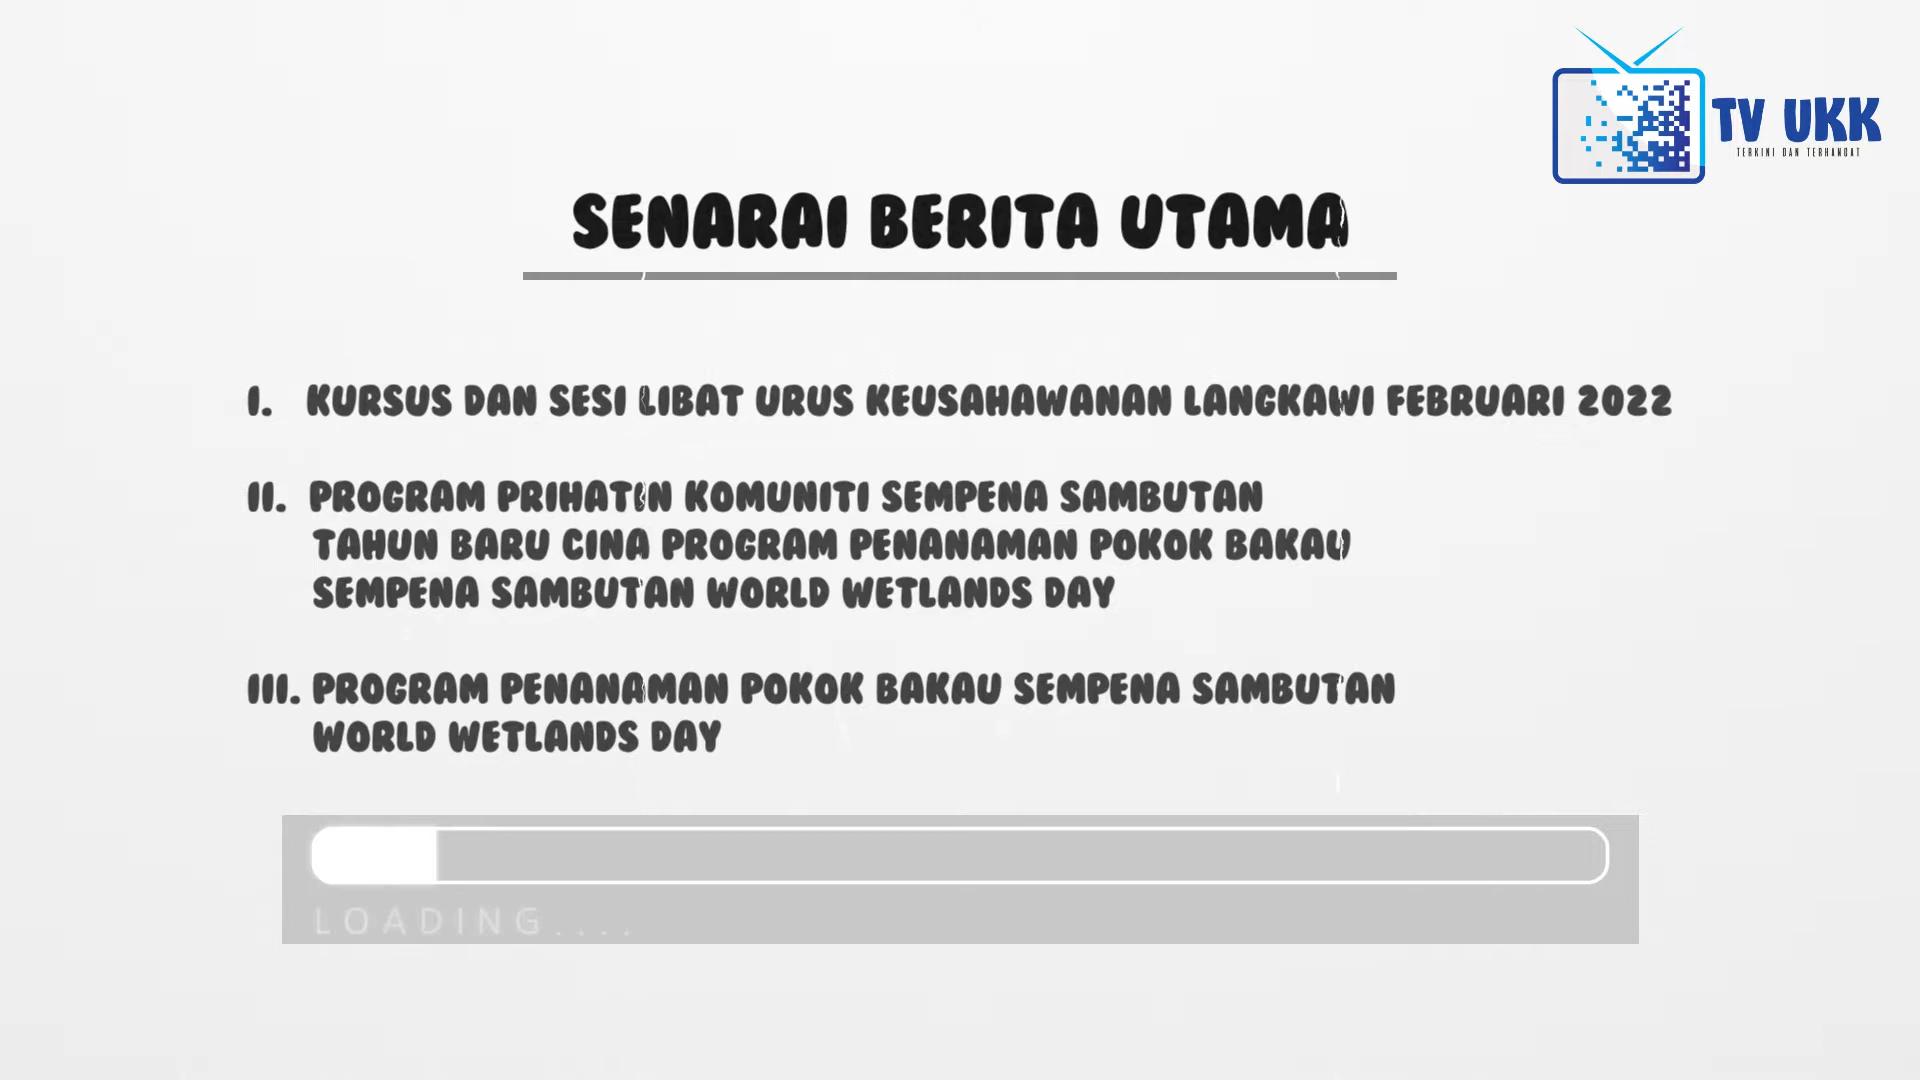 TV UKK
TERKINI DAN TERHANGAT
SENARAI BERITA UTAMA
I. KURSUS DAN SESI LIBAT URUS KEUSAHAWANAN LANGKAWI FEBRUARI 2022
II. PROGRAM PRIHATIN KOMUNITI SEMPENA SAMBUTAN
TAHUN BARU CINA PROGRAM PENANAMAN POKOK BAKAU
SEMPENA SAMBUTAN WORLD WETLANDS DAY
III. PROGRAM PENANAMAN POKOK BAKAU SEMPENA SAMBUTAN
WORLD WETLANDS DAY
LOADING....